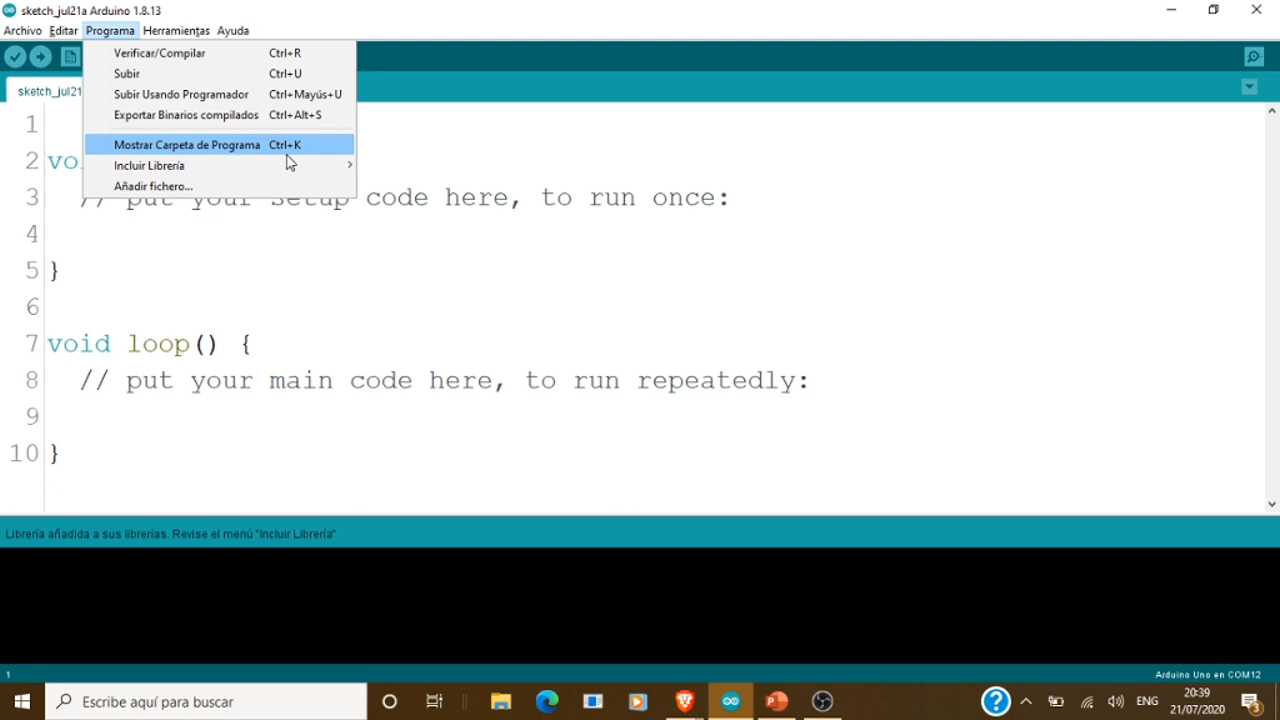 sketch_jul21a Arduino 1.8.13
Archivo Editar Programa Herramientas Ayuda
Verificar/Compilar Ctrl+R
Subir Ctrl+U
Subir Usando Programador Ctrl+Mayús+U
Exportar Binarios compilados Ctrl+Alt+S
Mostrar Carpeta de Programa Ctrl+K
Incluir Librería
Añadir fichero...
sketch_jul21
1
2 vo
3 // put your setup code here, to run once:
4
5 }
6
7 void loop() {
8 // put your main code here, to run repeatedly:
9
10 }
Librería añadida a sus librerías. Revise el menú "Incluir Librería"
1
Arduino Uno en COM12
Escribe aquí para buscar
ENG
20:39
21/07/2020
3